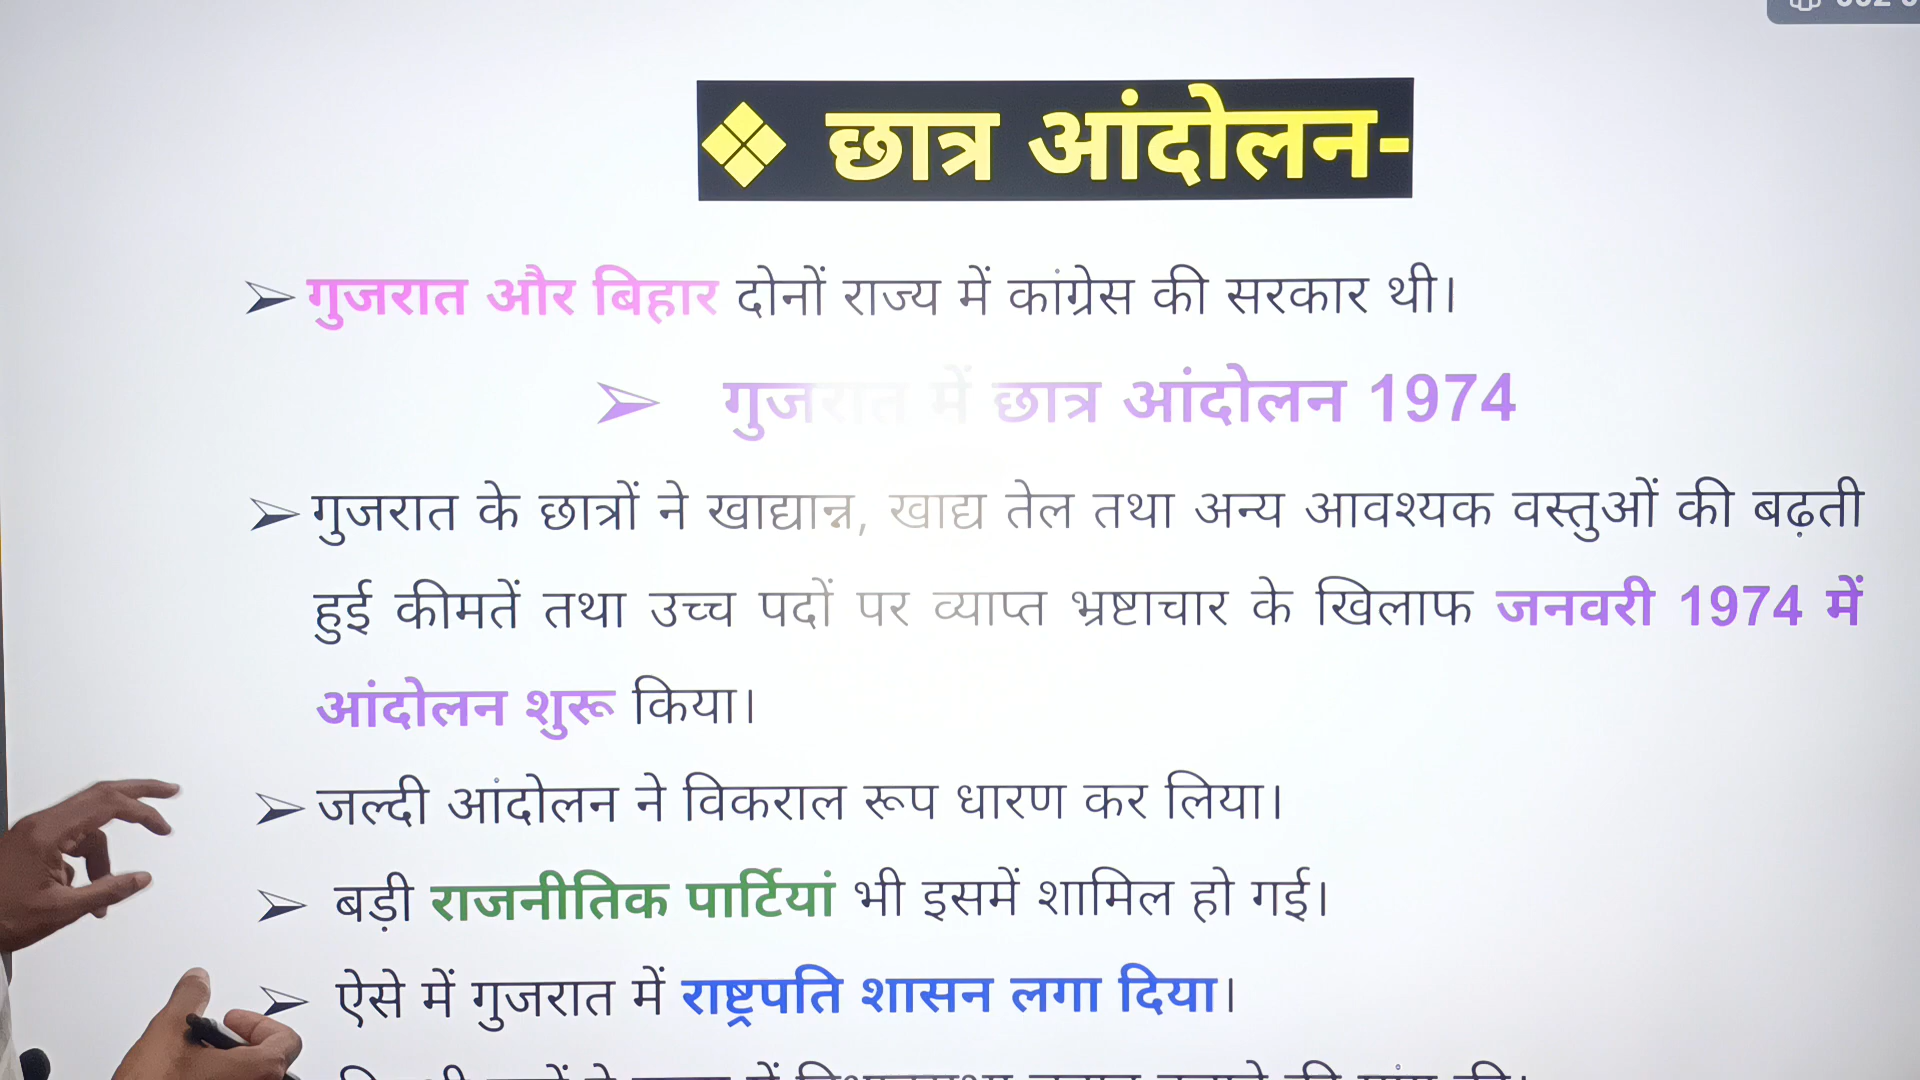 ❖ छात्र आंदोलन-
➢ गुजरात और बिहार दोनों राज्य में कांग्रेस की सरकार थी।
➢ गुजरात में छात्र आंदोलन 1974
➢ गुजरात के छात्रों ने खाद्यान्न, खाद्य तेल तथा अन्य आवश्यक वस्तुओं की बढ़ती
हुई कीमतें तथा उच्च पदों पर व्याप्त भ्रष्टाचार के खिलाफ जनवरी 1974 में
आंदोलन शुरू किया।
➢ जल्दी आंदोलन ने विकराल रूप धारण कर लिया।
➢ बड़ी राजनीतिक पार्टियां भी इसमें शामिल हो गई।
➢ ऐसे में गुजरात में राष्ट्रपति शासन लगा दिया।